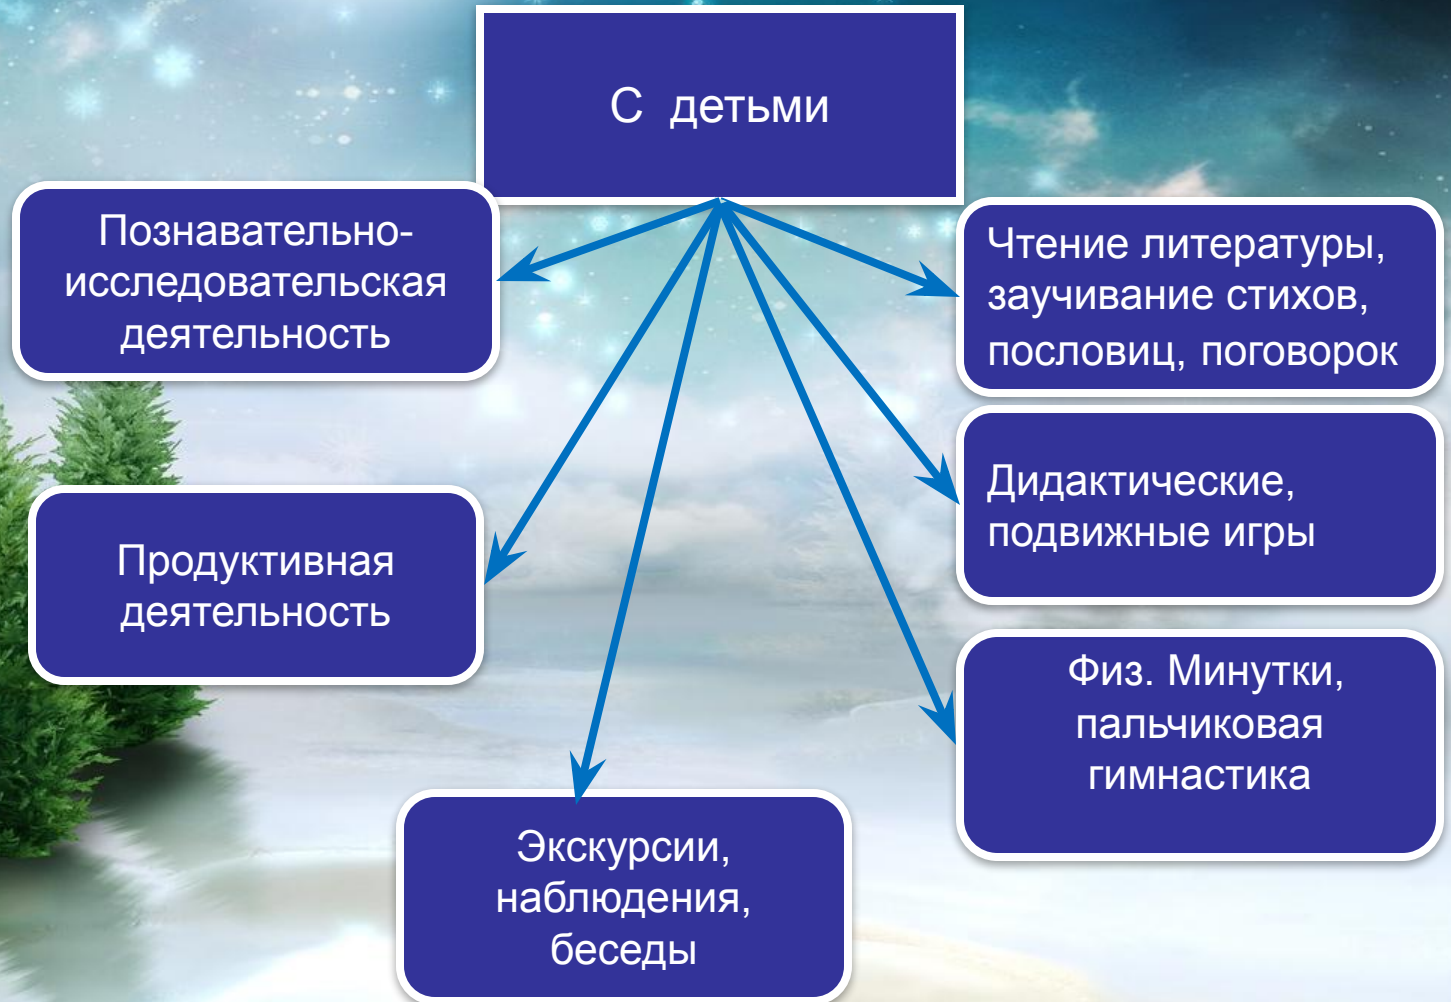 С детьми
Познавательно-
исследовательская
деятельность
Чтение литературы,
заучивание стихов,
пословиц, поговорок
Продуктивная
деятельность
Дидактические,
подвижные игры
Физ. Минутки,
пальчиковая
гимнастика
Экскурсии,
наблюдения,
беседы